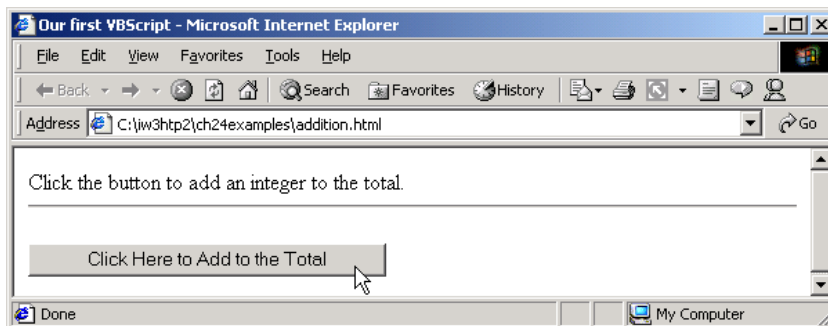 Our first VBScript - Microsoft Internet Explorer
File Edit View Favorites Tools Help
Back Search Favorites History
Address C:\iw3htp2\ch24examples\addition.html Go
Click the button to add an integer to the total.
Click Here to Add to the Total
Done My Computer